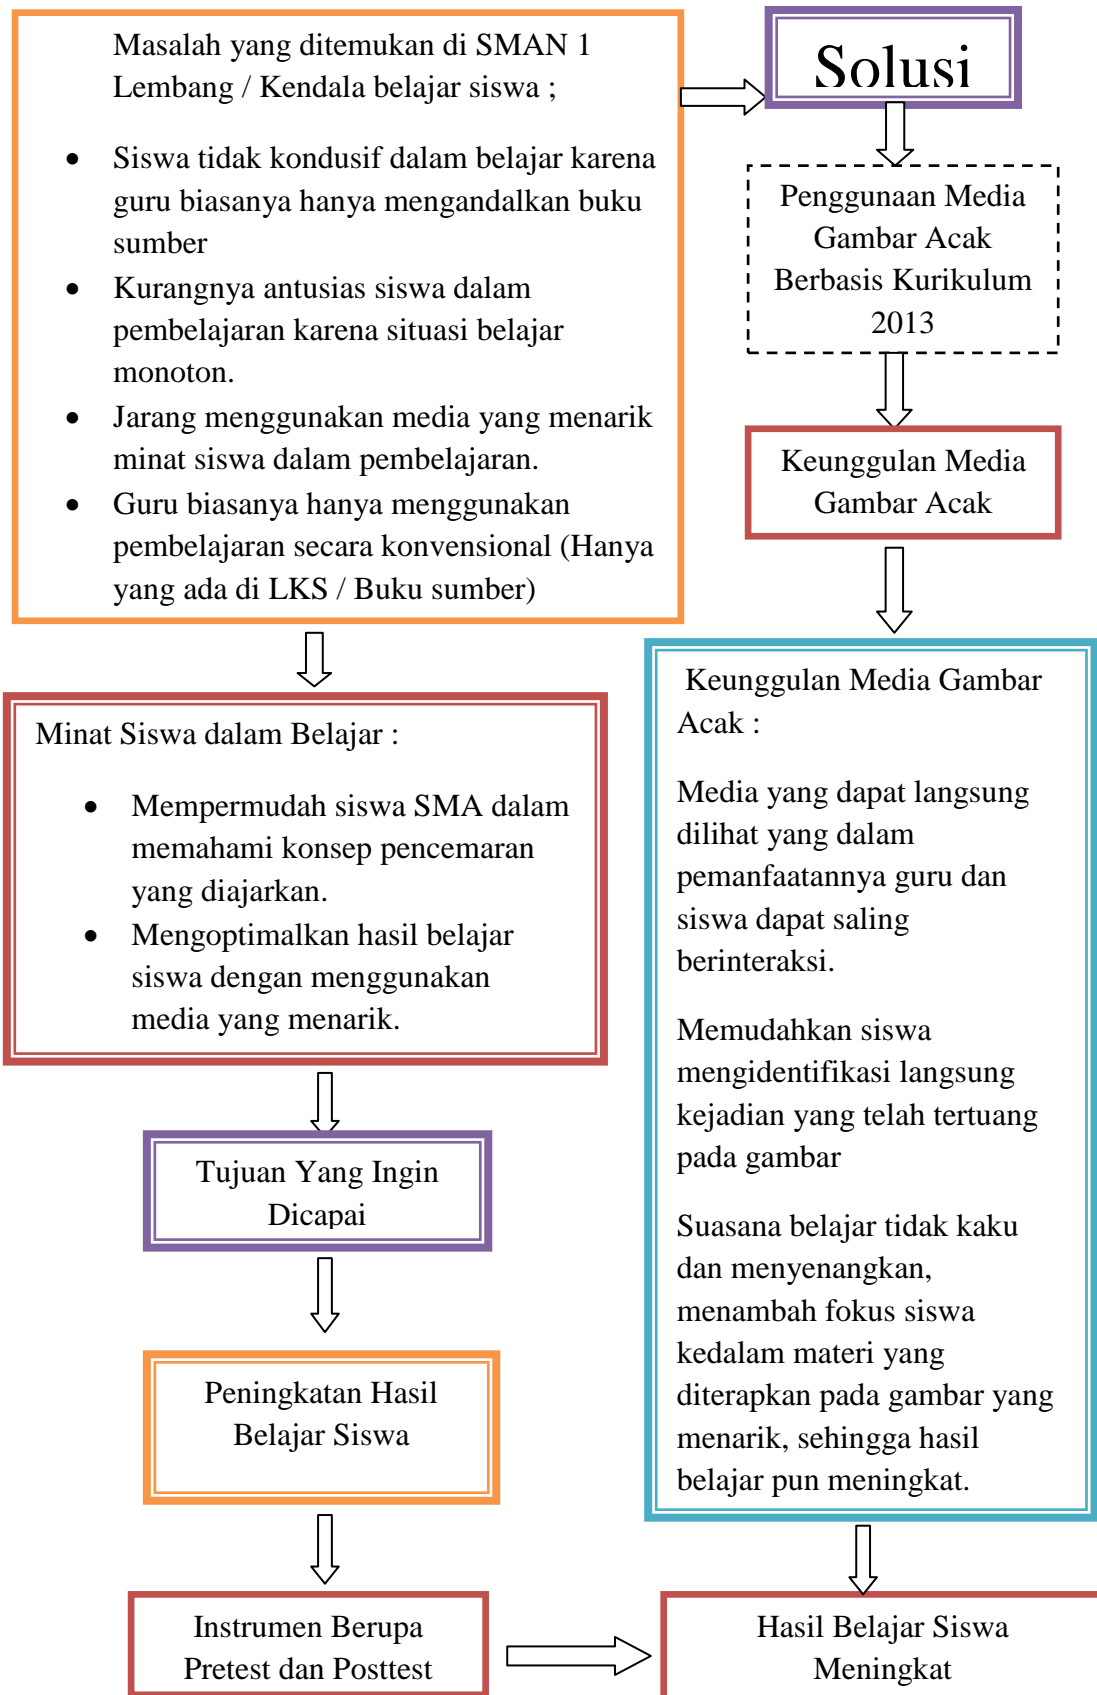 Masalah yang ditemukan di SMAN 1
Lembang / Kendala belajar siswa ;
• Siswa tidak kondusif dalam belajar karena
guru biasanya hanya mengandalkan buku
sumber
• Kurangnya antusias siswa dalam
pembelajaran karena situasi belajar
monoton.
• Jarang menggunakan media yang menarik
minat siswa dalam pembelajaran.
• Guru biasanya hanya menggunakan
pembelajaran secara konvensional (Hanya
yang ada di LKS / Buku sumber)
Solusi
Penggunaan Media
Gambar Acak
Berbasis Kurikulum
2013
Keunggulan Media
Gambar Acak
Minat Siswa dalam Belajar :
• Mempermudah siswa SMA dalam
memahami konsep pencemaran
yang diajarkan.
• Mengoptimalkan hasil belajar
siswa dengan menggunakan
media yang menarik.
Keunggulan Media Gambar
Acak :
Media yang dapat langsung
dilihat yang dalam
pemanfaatannya guru dan
siswa dapat saling
berinteraksi.
Memudahkan siswa
mengidentifikasi langsung
kejadian yang telah tertuang
pada gambar
Suasana belajar tidak kaku
dan menyenangkan,
menambah fokus siswa
kedalam materi yang
diterapkan pada gambar yang
menarik, sehingga hasil
belajar pun meningkat.
Tujuan Yang Ingin
Dicapai
Peningkatan Hasil
Belajar Siswa
Instrumen Berupa
Pretest dan Posttest
Hasil Belajar Siswa
Meningkat